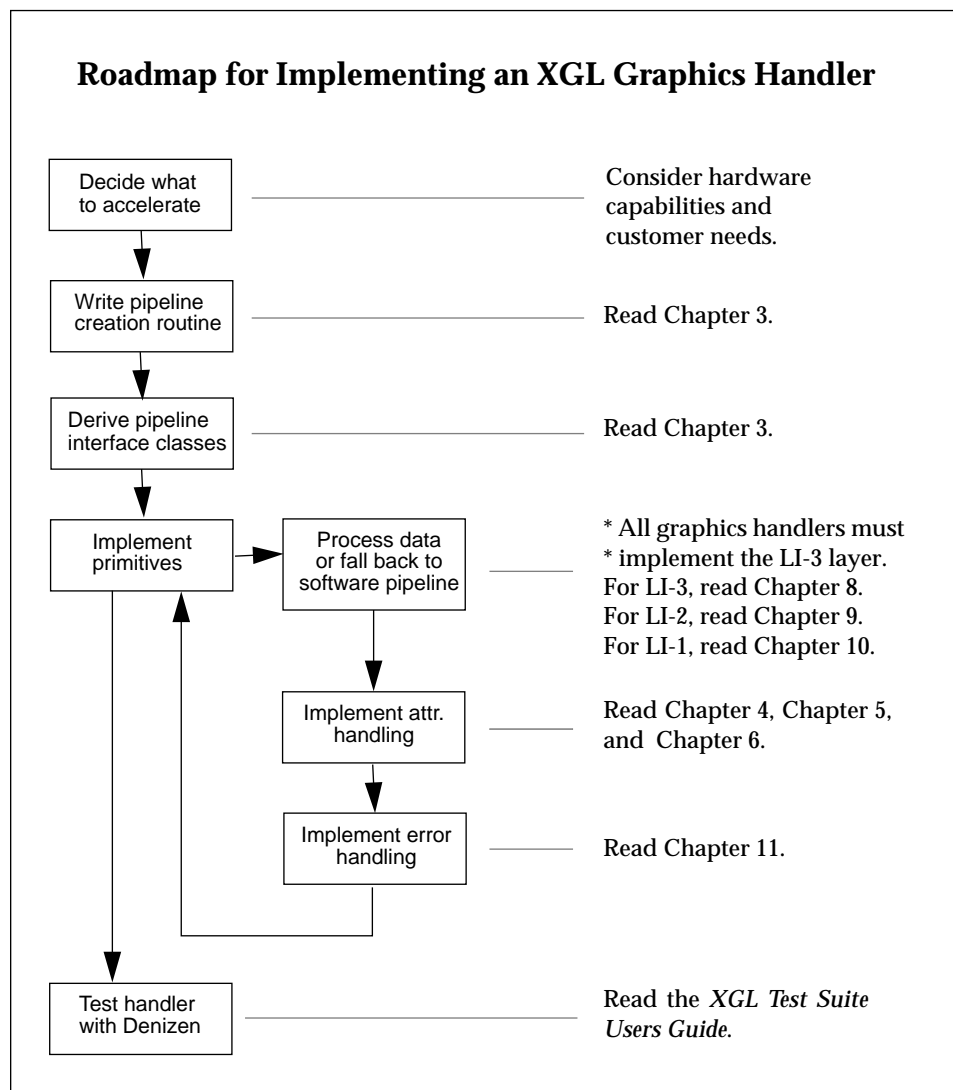 Roadmap for Implementing an XGL Graphics Handler
Decide what
to accelerate
Consider hardware
capabilities and
customer needs.
Write pipeline
creation routine
Read Chapter 3.
Derive pipeline
interface classes
Read Chapter 3.
Implement
primitives
Process data
or fall back to
software pipeline
* All graphics handlers must
* implement the LI-3 layer.
For LI-3, read Chapter 8.
For LI-2, read Chapter 9.
For LI-1, read Chapter 10.
Implement attr.
handling
Read Chapter 4, Chapter 5,
and Chapter 6.
Implement error
handling
Read Chapter 11.
Test handler
with Denizen
Read the XGL Test Suite
Users Guide.